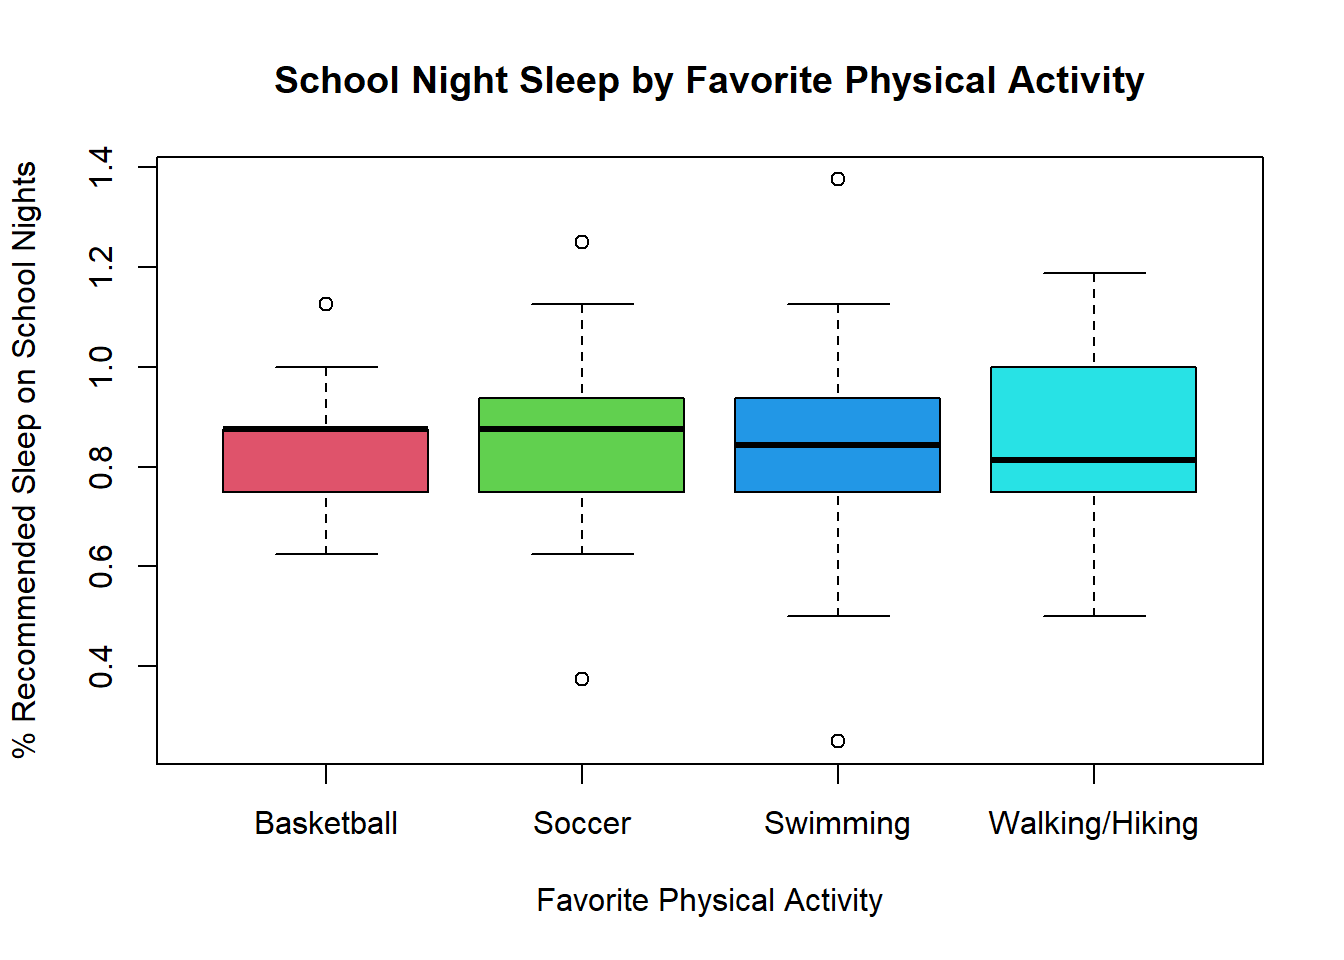 School Night Sleep by Favorite Physical Activity
% Recommended Sleep on School Nights
1.4
1.2
1.0
0.8
0.6
0.4
Basketball Soccer Swimming Walking/Hiking
Favorite Physical Activity